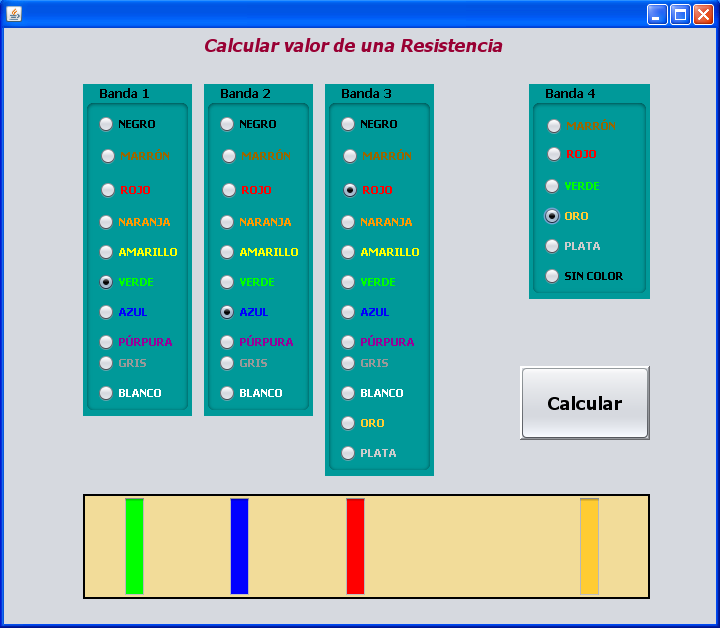 Calcular valor de una Resistencia
Banda 1
NEGRO
MARRÓN
ROJO
NARANJA
AMARILLO
VERDE
AZUL
PÚRPURA
GRIS
BLANCO
Banda 2
NEGRO
MARRÓN
ROJO
NARANJA
AMARILLO
VERDE
AZUL
PÚRPURA
GRIS
BLANCO
Banda 3
NEGRO
MARRÓN
ROJO
NARANJA
AMARILLO
VERDE
AZUL
PÚRPURA
GRIS
BLANCO
ORO
PLATA
Banda 4
MARRÓN
ROJO
VERDE
ORO
PLATA
SIN COLOR
Calcular